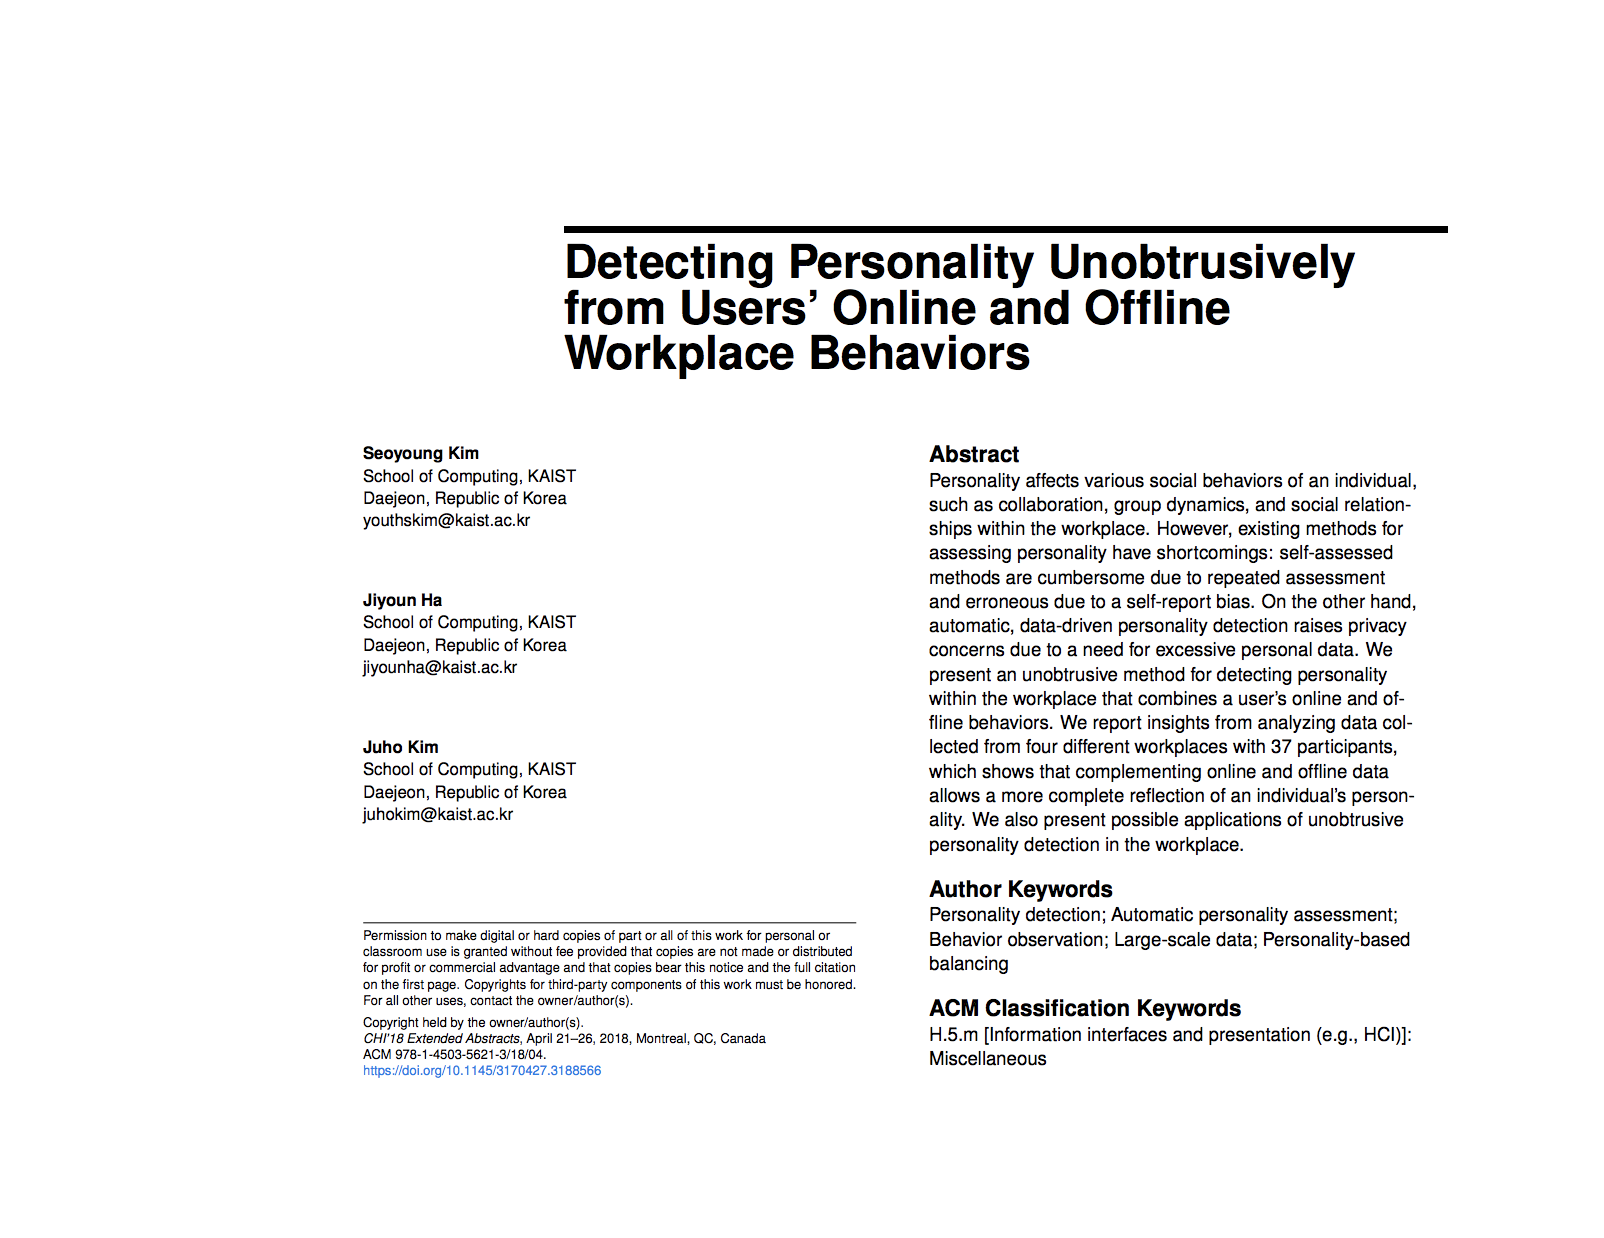 Detecting Personality Unobtrusively
from Users’ Online and Offline
Workplace Behaviors
Seoyoung Kim
School of Computing, KAIST
Daejeon, Republic of Korea
youthskim@kaist.ac.kr
Jiyoun Ha
School of Computing, KAIST
Daejeon, Republic of Korea
jiyounha@kaist.ac.kr
Juho Kim
School of Computing, KAIST
Daejeon, Republic of Korea
juhokim@kaist.ac.kr
Permission to make digital or hard copies of part or all of this work for personal or
classroom use is granted without fee provided that copies are not made or distributed
for profit or commercial advantage and that copies bear this notice and the full citation
on the first page. Copyrights for third-party components of this work must be honored.
For all other uses, contact the owner/author(s).
Copyright held by the owner/author(s).
CHI’18 Extended Abstracts, April 21–26, 2018, Montreal, QC, Canada
ACM 978-1-4503-5621-3/18/04.
https://doi.org/10.1145/3170427.3188566
Abstract
Personality affects various social behaviors of an individual,
such as collaboration, group dynamics, and social relation-
ships within the workplace. However, existing methods for
assessing personality have shortcomings: self-assessed
methods are cumbersome due to repeated assessment
and erroneous due to a self-report bias. On the other hand,
automatic, data-driven personality detection raises privacy
concerns due to a need for excessive personal data. We
present an unobtrusive method for detecting personality
within the workplace that combines a user’s online and of-
fline behaviors. We report insights from analyzing data col-
lected from four different workplaces with 37 participants,
which shows that complementing online and offline data
allows a more complete reflection of an individual’s person-
ality. We also present possible applications of unobtrusive
personality detection in the workplace.
Author Keywords
Personality detection; Automatic personality assessment;
Behavior observation; Large-scale data; Personality-based
balancing
ACM Classification Keywords
H.5.m [Information interfaces and presentation (e.g., HCI)]:
Miscellaneous